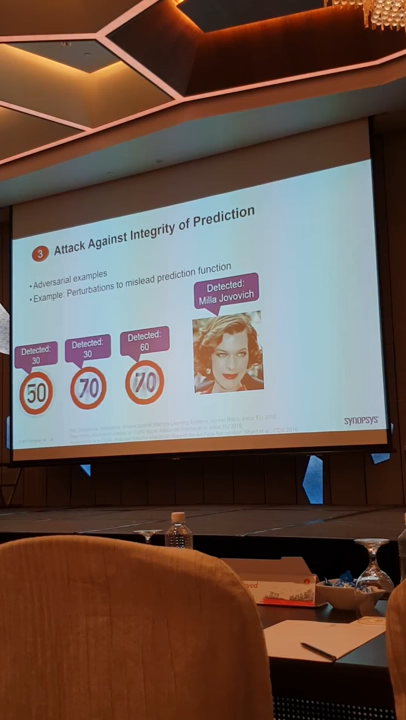 3 Attack Against Integrity of Prediction
• Adversarial examples
• Example: Perturbations to mislead prediction function
Detected:
30
Detected:
30
Detected:
60
Detected:
Milla Jovovich
50
70
70
SYNOPSYS